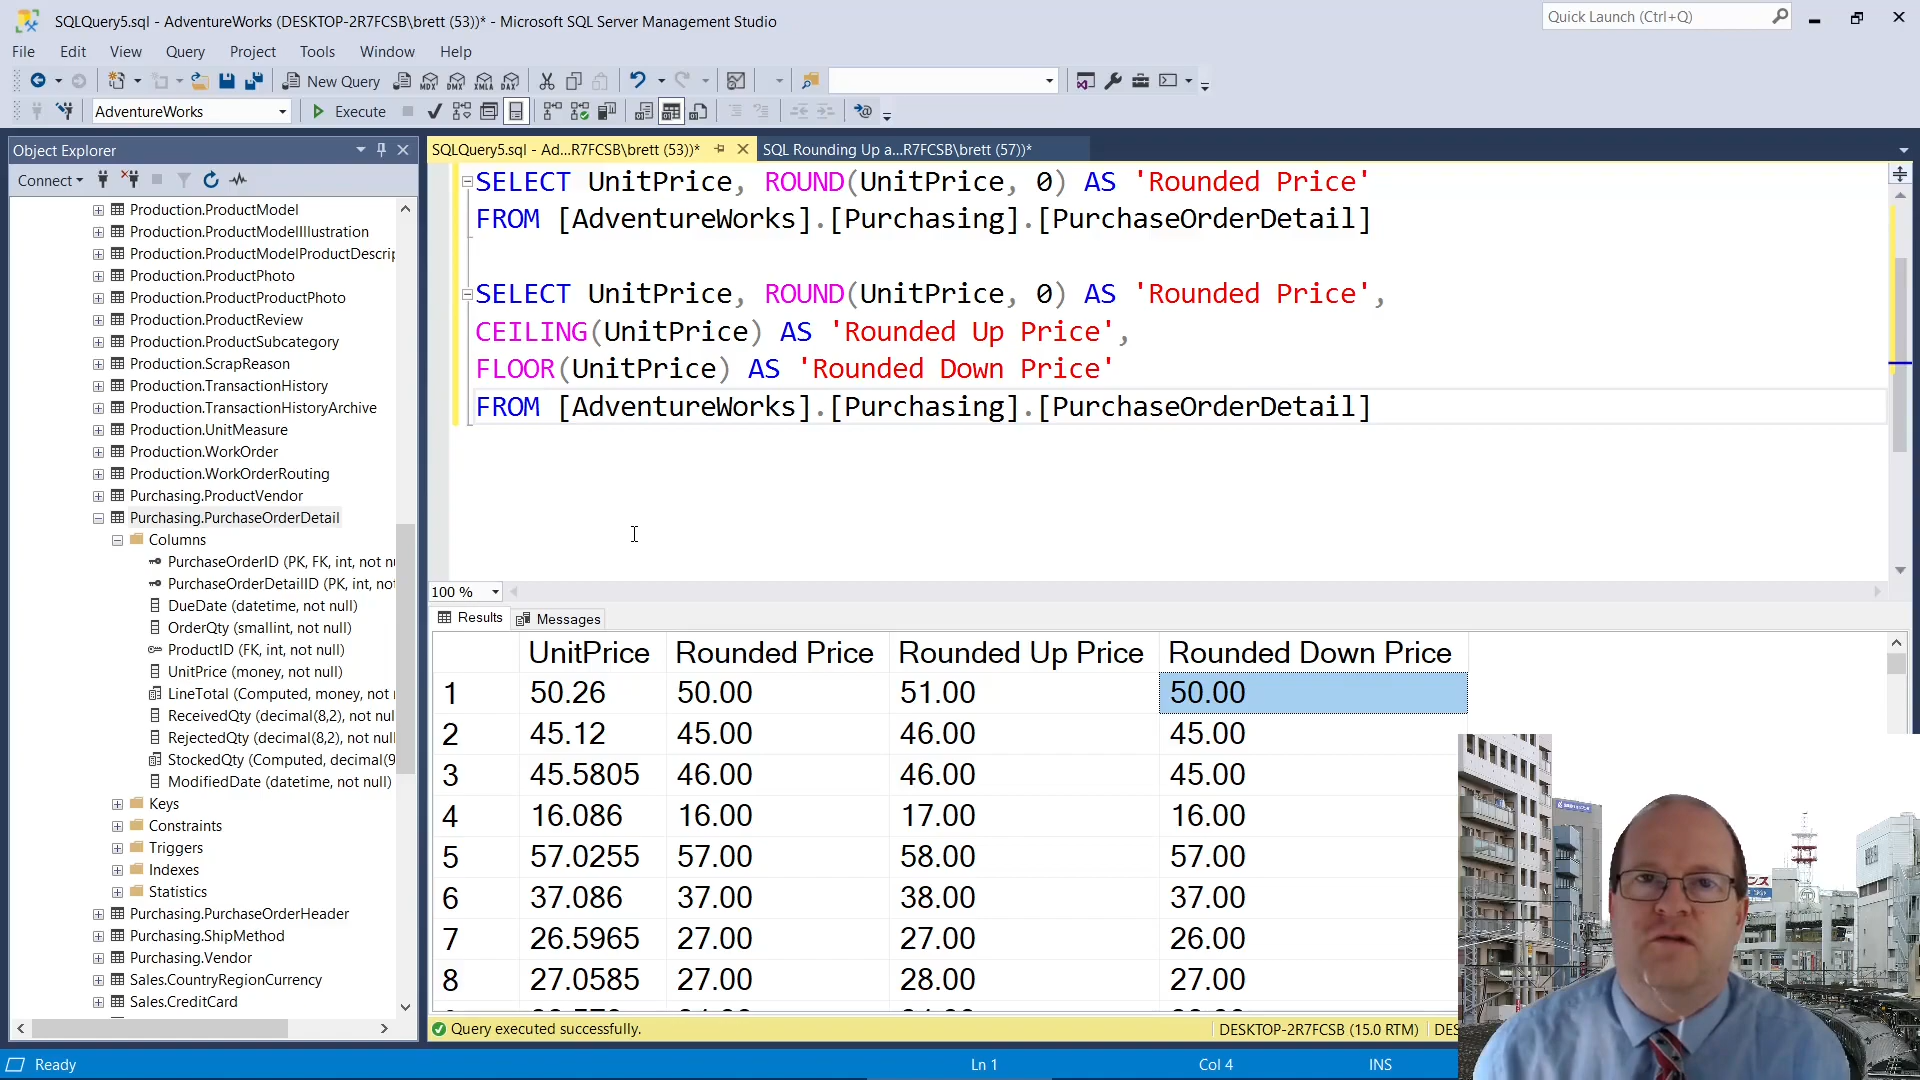 SQLQuery5.sql - AdventureWorks (DESKTOP-2R7FCSB\brett (53))* - Microsoft SQL Server Management Studio
Quick Launch (Ctrl+Q)
File Edit View Query Project Tools Window Help
New Query MDX DMX XMLA DAX
AdventureWorks Execute
Object Explorer
Connect
Production.ProductModel
Production.ProductModelIllustration
Production.ProductModelProductDescrip
Production.ProductPhoto
Production.ProductProductPhoto
Production.ProductReview
Production.ProductSubcategory
Production.ScrapReason
Production.TransactionHistory
Production.TransactionHistoryArchive
Production.UnitMeasure
Production.WorkOrder
Production.WorkOrderRouting
Purchasing.ProductVendor
Purchasing.PurchaseOrderDetail
Columns
PurchaseOrderID (PK, FK, int, not nu
PurchaseOrderDetailID (PK, int, not
DueDate (datetime, not null)
OrderQty (smallint, not null)
ProductID (FK, int, not null)
UnitPrice (money, not null)
LineTotal (Computed, money, not n
ReceivedQty (decimal(8,2), not nul
RejectedQty (decimal(8,2), not null
StockedQty (Computed, decimal(9
ModifiedDate (datetime, not null)
Keys
Constraints
Triggers
Indexes
Statistics
Purchasing.PurchaseOrderHeader
Purchasing.ShipMethod
Purchasing.Vendor
Sales.CountryRegionCurrency
Sales.CreditCard
SQLQuery5.sql - Ad...R7FCSB\brett (53))* SQL Rounding Up a...R7FCSB\brett (57))*
SELECT UnitPrice, ROUND(UnitPrice, 0) AS 'Rounded Price'
FROM [AdventureWorks].[Purchasing].[PurchaseOrderDetail]
SELECT UnitPrice, ROUND(UnitPrice, 0) AS 'Rounded Price',
CEILING(UnitPrice) AS 'Rounded Up Price',
FLOOR(UnitPrice) AS 'Rounded Down Price'
FROM [AdventureWorks].[Purchasing].[PurchaseOrderDetail]
100 %
Results Messages
UnitPrice Rounded Price Rounded Up Price Rounded Down Price
1 50.26 50.00 51.00 50.00
2 45.12 45.00 46.00 45.00
3 45.5805 46.00 46.00 45.00
4 16.086 16.00 17.00 16.00
5 57.0255 57.00 58.00 57.00
6 37.086 37.00 38.00 37.00
7 26.5965 27.00 27.00 26.00
8 27.0585 27.00 28.00 27.00
Query executed successfully. DESKTOP-2R7FCSB (15.0 RTM) DES
Ready Ln 1 Col 4 INS